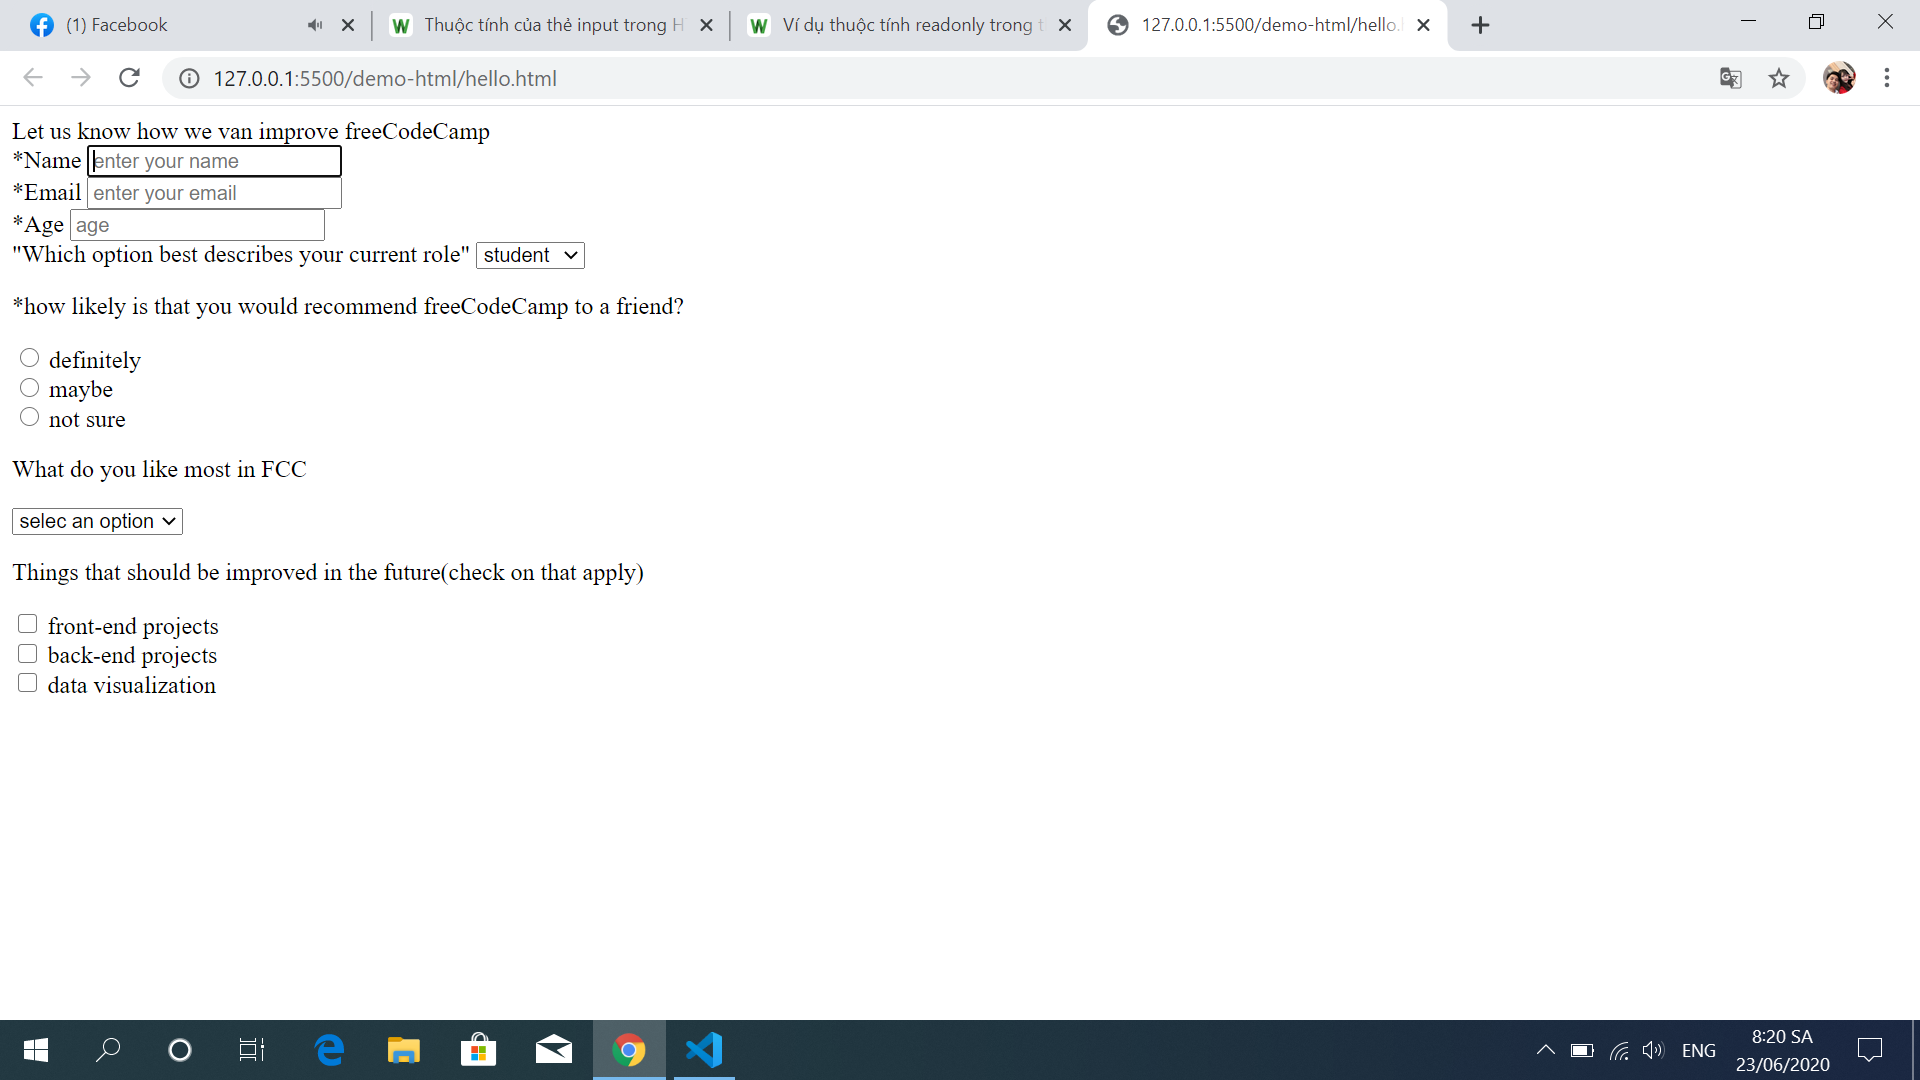 (1) Facebook
Thuộc tính của thẻ input trong H
Ví dụ thuộc tính readonly trong t
127.0.0.1:5500/demo-html/hello.h
127.0.0.1:5500/demo-html/hello.html
Let us know how we van improve freeCodeCamp
*Name enter your name
*Email enter your email
*Age age
"Which option best describes your current role" student
*how likely is that you would recommend freeCodeCamp to a friend?
definitely
maybe
not sure
What do you like most in FCC
selec an option
Things that should be improved in the future(check on that apply)
front-end projects
back-end projects
data visualization
ENG
8:20 SA
23/06/2020